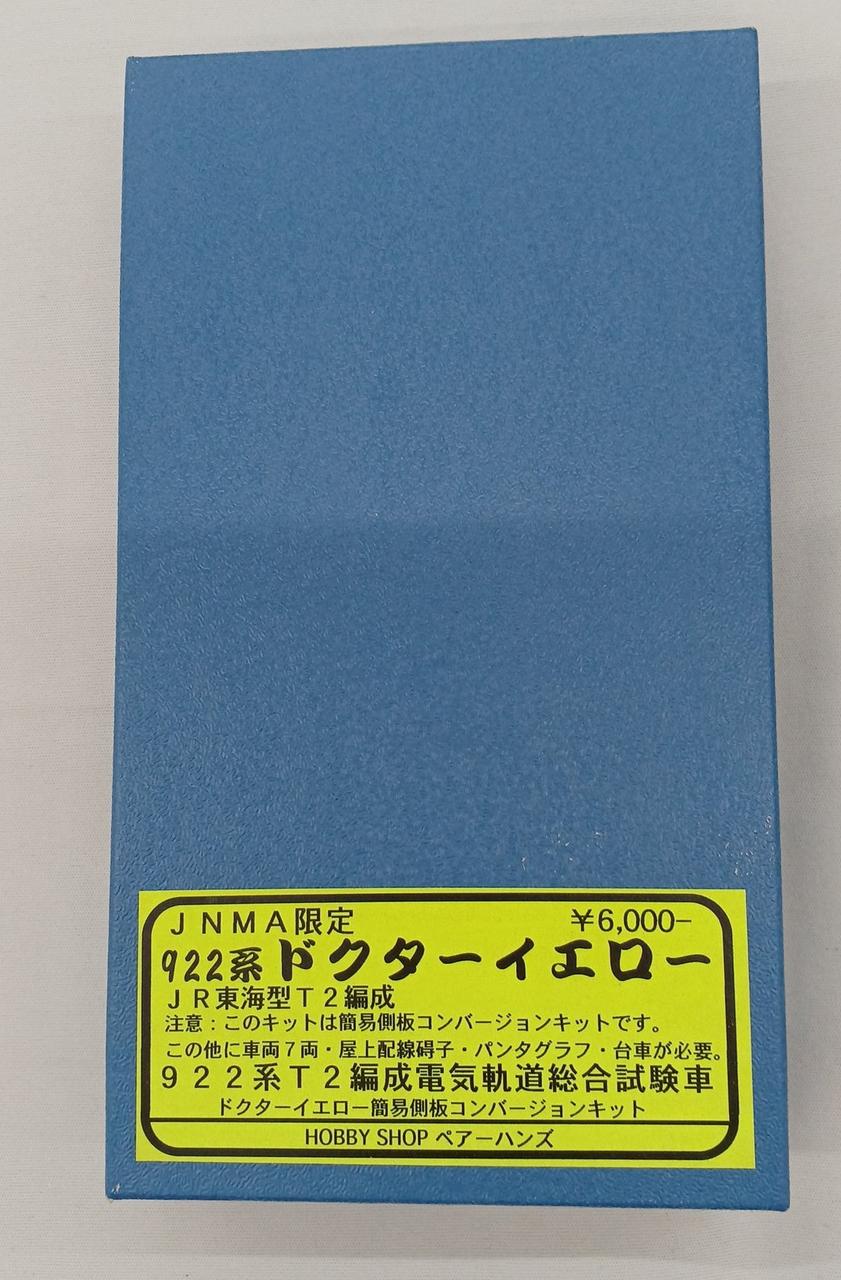 ＪＮＭＡ限定 ￥6,000−
922系ドクターイエロー
ＪＲ東海型Ｔ２編成
注意：このキットは簡易側板コンバージョンキットです。
この他に車両７両・屋上配線碍子・パンタグラフ・台車が必要。
９２２系Ｔ２編成電気軌道総合試験車
ドクターイエロー簡易側板コンバージョンキット
HOBBY SHOP ペアーハンズ